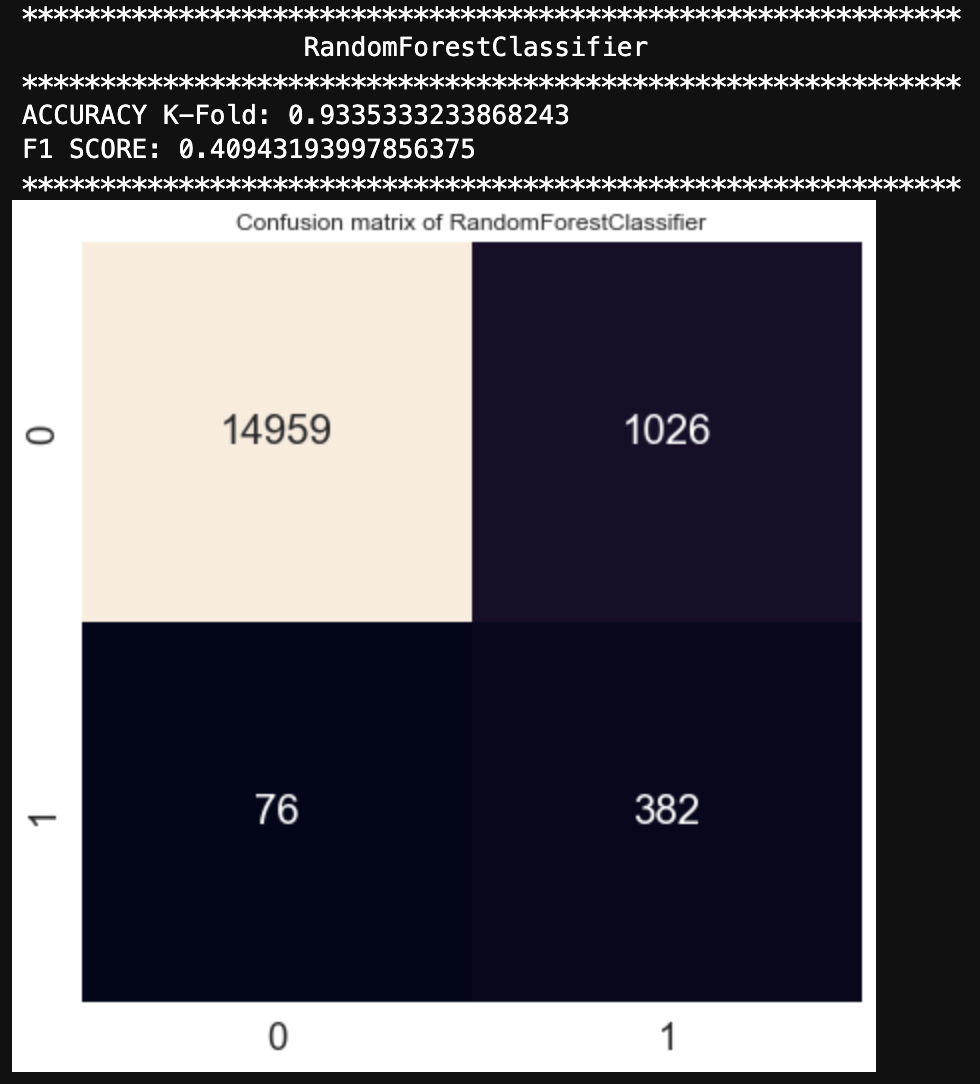 ************************************************************
RandomForestClassifier
************************************************************
ACCURACY K-Fold: 0.9335333233868243
F1 SCORE: 0.40943193997856375
************************************************************
Confusion matrix of RandomForestClassifier
0
14959
1026
1
76
382
0
1